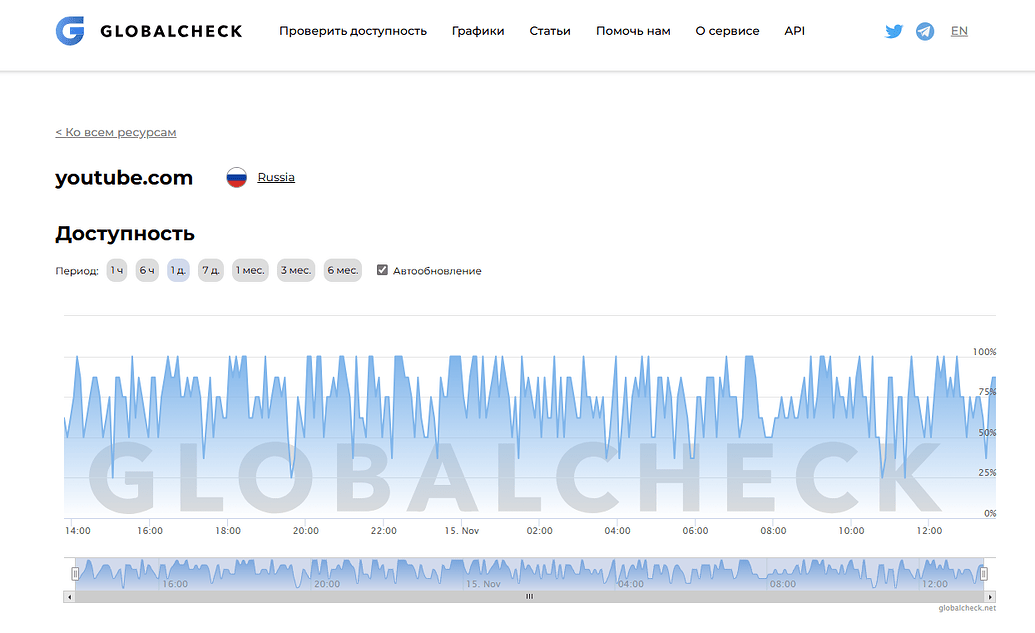 GLOBALCHECK Проверить доступность Графики Статьи Помочь нам О сервисе API EN
< Ко всем ресурсам
youtube.com Russia
Доступность
Период: 1 ч 6 ч 1 д. 7 д. 1 мес. 3 мес. 6 мес. Автообновление
100%
75%
50%
GLOBALCHECK
25%
0%
14:00 16:00 18:00 20:00 22:00 15. Nov 02:00 04:00 06:00 08:00 10:00 12:00
16:00 20:00 15. Nov 04:00 08:00 12:00
globalcheck.net